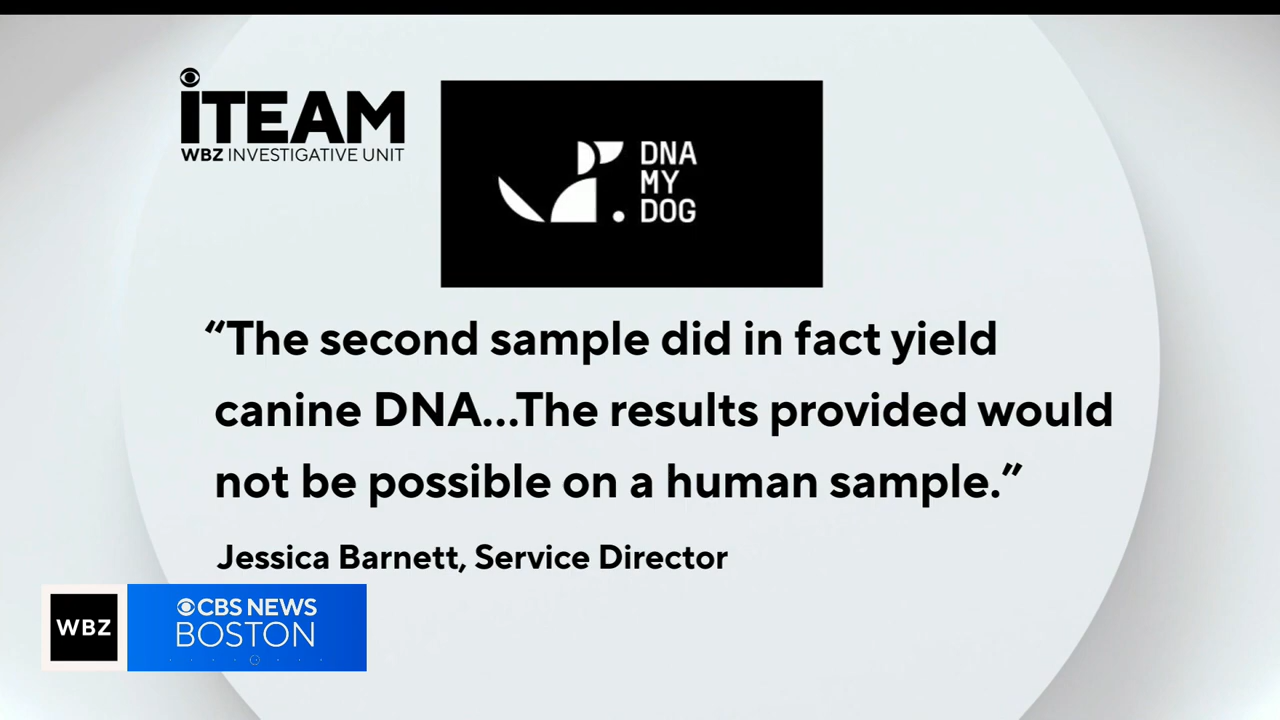 iTEAM
WBZ INVESTIGATIVE UNIT
DNA
MY
DOG
“The second sample did in fact yield
canine DNA...The results provided would
not be possible on a human sample.”
Jessica Barnett, Service Director
WBZ
CBS NEWS
BOSTON